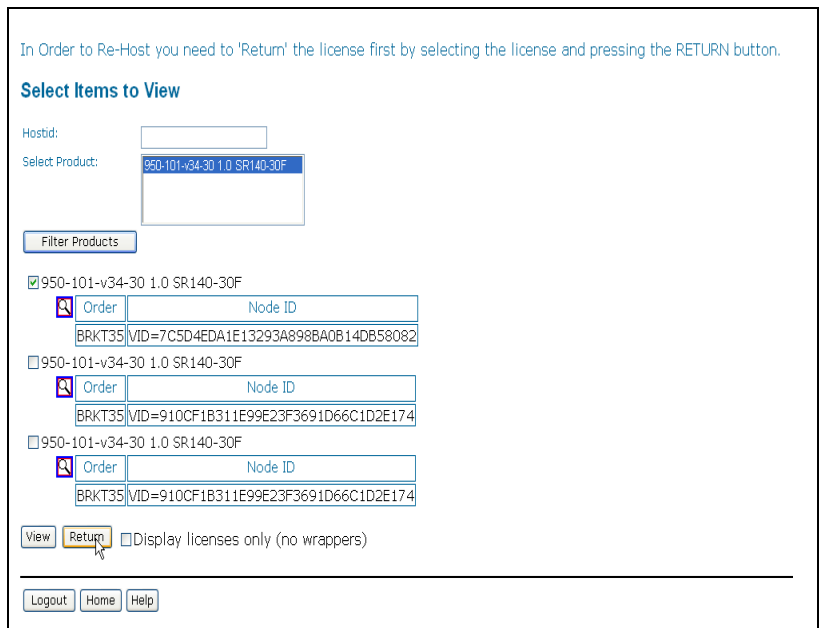 In Order to Re-Host you need to 'Return' the license first by selecting the license and pressing the RETURN button.
Select Items to View
Hostid:
Select Product:
950-101-v34-30 1.0 SR140-30F
Filter Products
950-101-v34-30 1.0 SR140-30F
Order Node ID
BRKT35 VID=7C5D4EDA1E13293A898BA0B14DB58082
950-101-v34-30 1.0 SR140-30F
Order Node ID
BRKT35 VID=910CF1B311E99E23F3691D66C1D2E174
950-101-v34-30 1.0 SR140-30F
Order Node ID
BRKT35 VID=910CF1B311E99E23F3691D66C1D2E174
View Return Display licenses only (no wrappers)
Logout Home Help